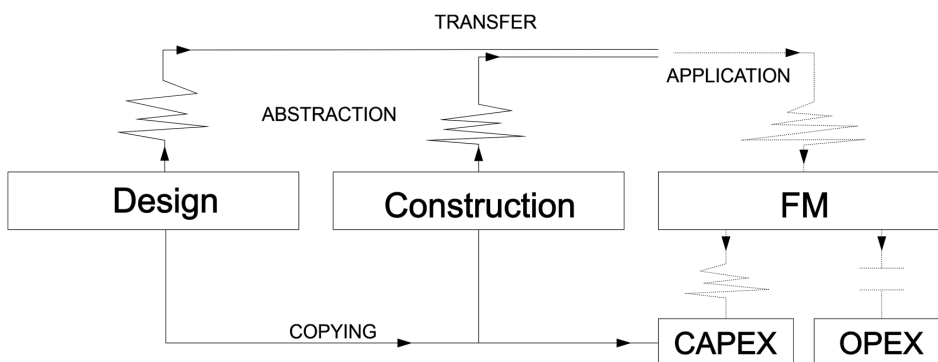 TRANSFER
APPLICATION
ABSTRACTION
Design
Construction
FM
COPYING
CAPEX
OPEX